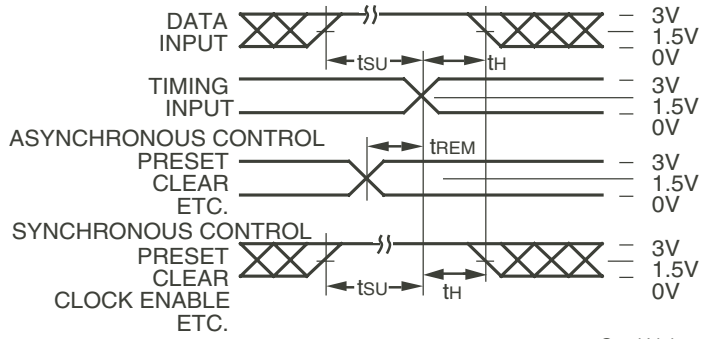 DATA
INPUT
3V
1.5V
0V
tSU
tH
TIMING
INPUT
3V
1.5V
0V
ASYNCHRONOUS CONTROL
tREM
PRESET
CLEAR
ETC.
3V
1.5V
0V
SYNCHRONOUS CONTROL
PRESET
CLEAR
CLOCK ENABLE
ETC.
3V
1.5V
0V
tSU
tH